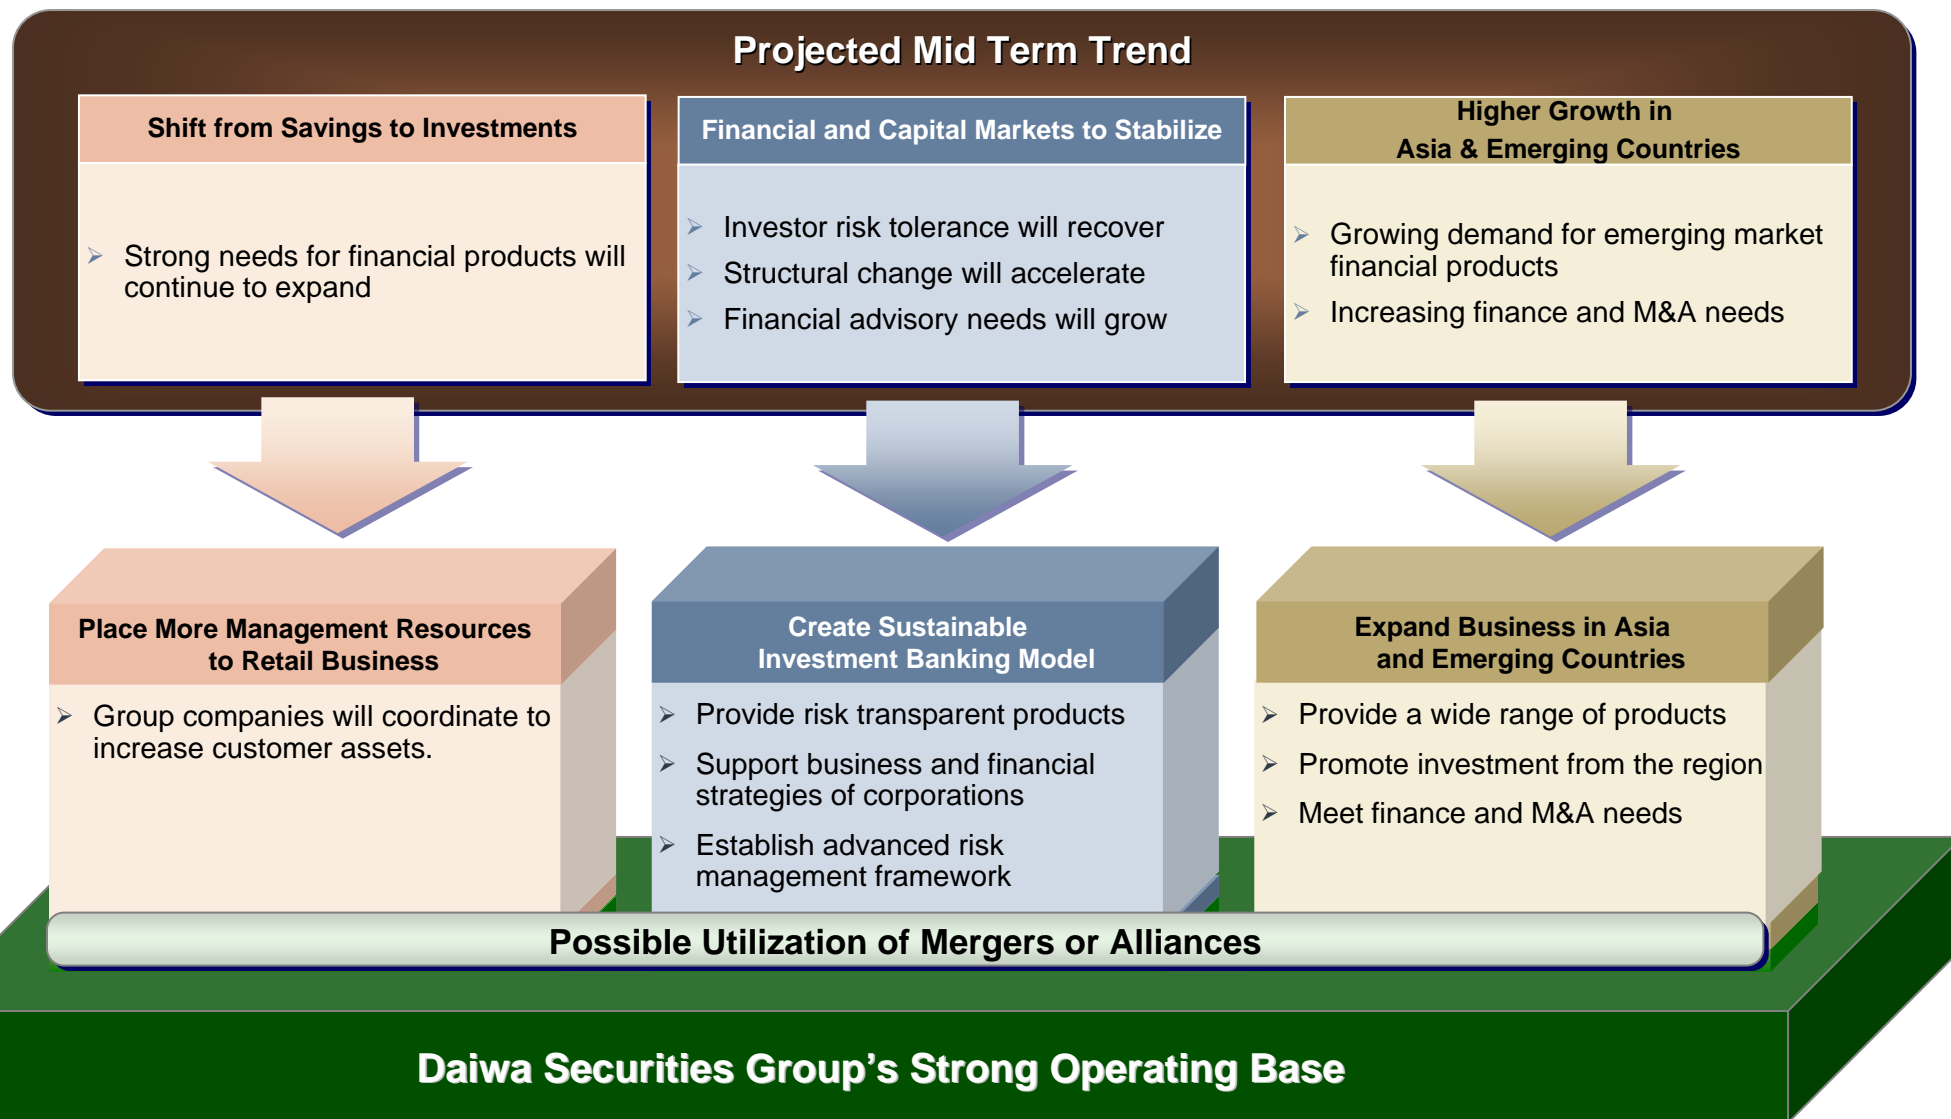 Projected Mid Term Trend
Shift from Savings to Investments
Strong needs for financial products will
continue to expand
Financial and Capital Markets to Stabilize
Investor risk tolerance will recover
Structural change will accelerate
Financial advisory needs will grow
Higher Growth in
Asia & Emerging Countries
Growing demand for emerging market
financial products
Increasing finance and M&A needs
Place More Management Resources
to Retail Business
Group companies will coordinate to
increase customer assets.
Create Sustainable
Investment Banking Model
Provide risk transparent products
Support business and financial
strategies of corporations
Establish advanced risk
management framework
Expand Business in Asia
and Emerging Countries
Provide a wide range of products
Promote investment from the region
Meet finance and M&A needs
Possible Utilization of Mergers or Alliances
Daiwa Securities Group’s Strong Operating Base